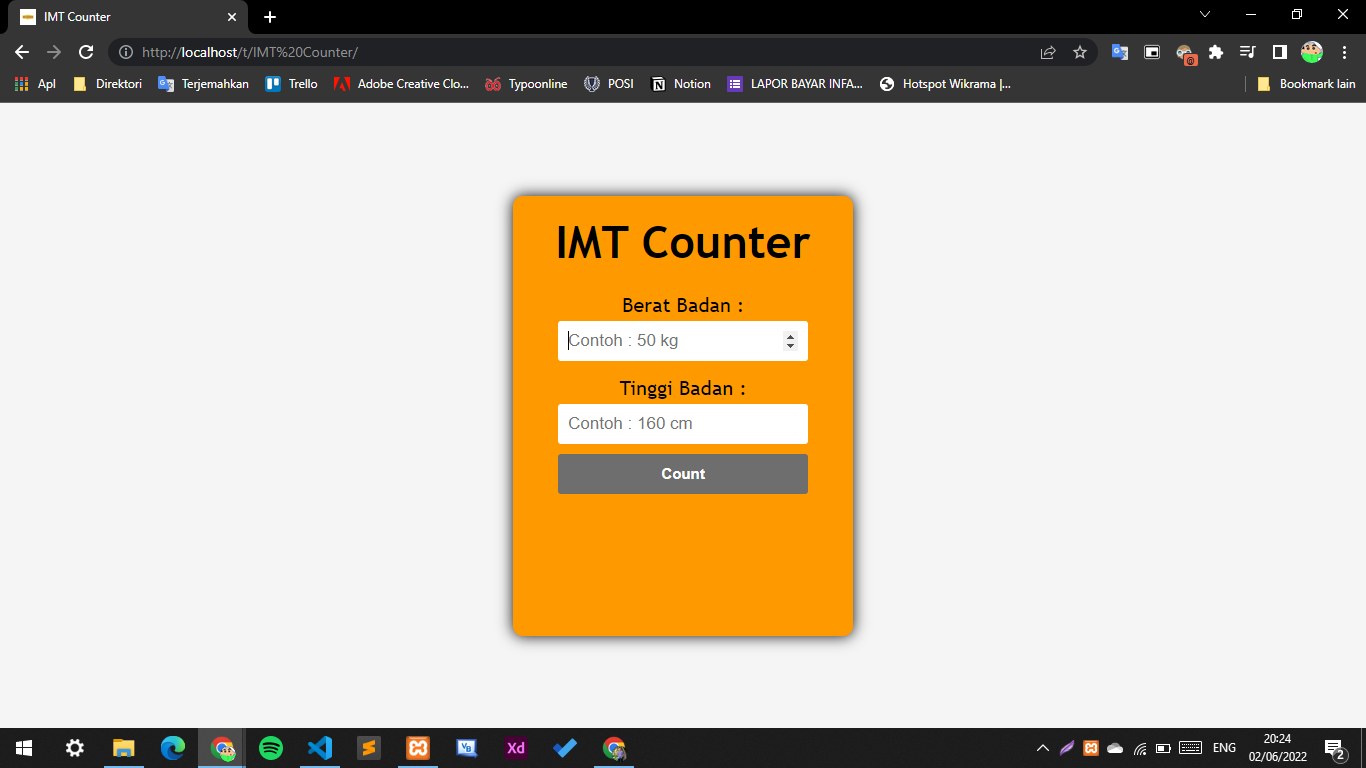 IMT Counter
http://localhost/t/IMT%20Counter/
Apl Direktori Terjemahkan Trello Adobe Creative Clo... Typoonline POSI Notion LAPOR BAYAR INFA... Hotspot Wikrama |... Bookmark lain
IMT Counter
Berat Badan :
Contoh : 50 kg
Tinggi Badan :
Contoh : 160 cm
Count
Xd
ENG
20:24
02/06/2022
2